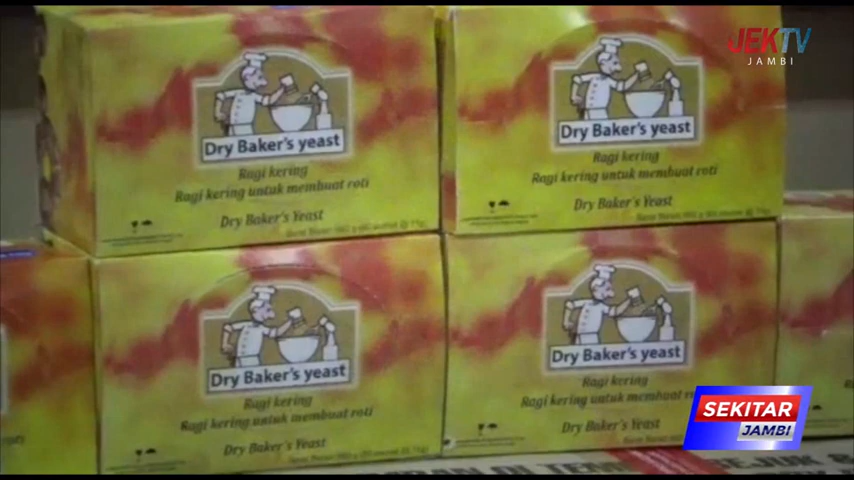 JEKTV
JAMBI
Dry Baker's yeast
Ragi kering
Ragi kering untuk membuat roti
Dry Baker's Yeast
Dry Baker's yeast
Ragi kering
Ragi kering untuk membuat roti
Dry Baker's Yeast
Dry Baker's yeast
Ragi kering
Ragi kering untuk membuat roti
Dry Baker's Yeast
Dry Baker's yeast
Ragi kering
Ragi kering untuk membuat roti
Dry Baker's Yeast
SEKITAR
JAMBI